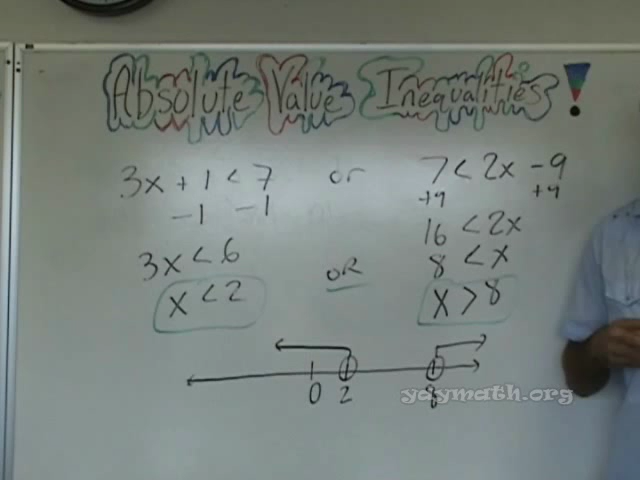 Absolute Value Inequalities!
3x + 1 < 7 or 7 < 2x - 9
-1 -1 +9 +9
16 < 2x
3x < 6 OR 8 < x
x < 2 x > 8
0 2 8
yaymath.org